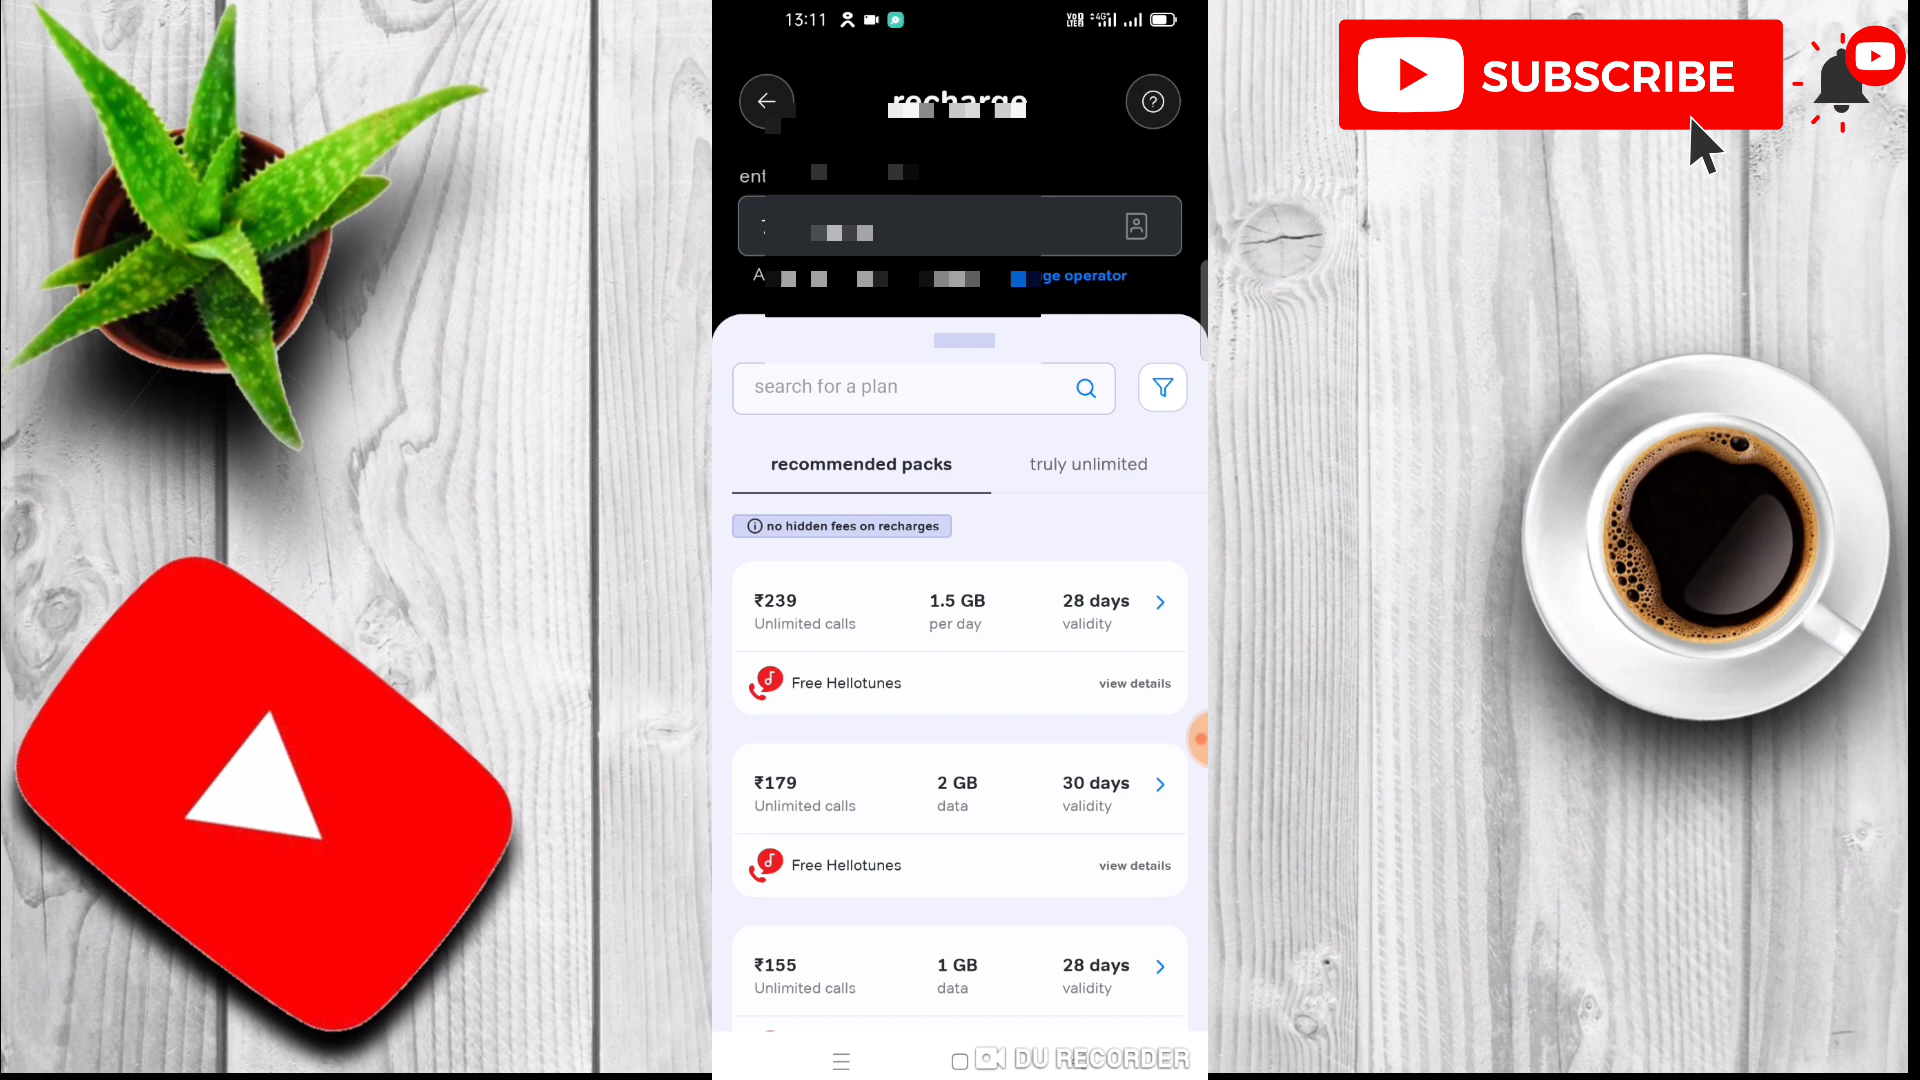 13:11
VoD LTE2 4G+
SUBSCRIBE
recharge
ent
ge operator
search for a plan
recommended packs
truly unlimited
no hidden fees on recharges
₹239 1.5 GB 28 days
Unlimited calls per day validity
Free Hellotunes view details
₹179 2 GB 30 days
Unlimited calls data validity
Free Hellotunes view details
₹155 1 GB 28 days
Unlimited calls data validity
DU RECORDER